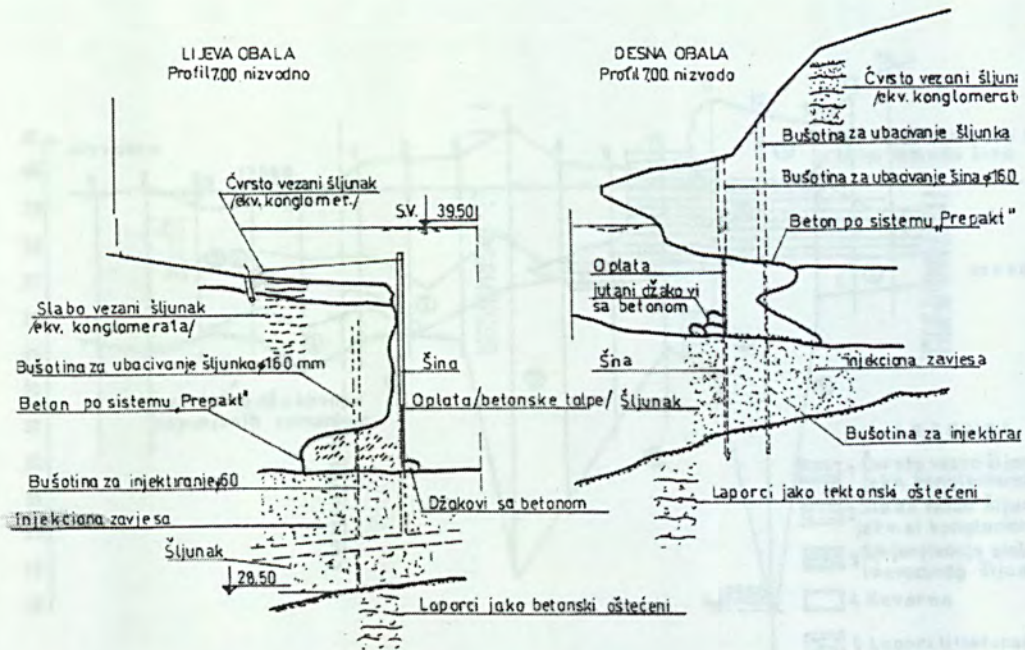 LIJEVA OBALA
Profil 7.00 nizvodno
Čvrsto vezani šljunak
/ekv. konglomet./
S.V. 39,50
Slabo vezani šljunak
/ekv. konglomerata/
Bušotina za ubacivanje šljunka ø160 mm
Šina
Beton po sistemu „Prepakt"
Oplata/betonske talpe/
Bušotina za injektiranje ø60
Džakovi sa betonom
injekciona zavjesa
Šljunak
28,50
Laporci jako betonski oštećeni
DESNA OBALA
Profil 7.00. nizvodo
Čvrsto vezani šljun
/ekv. konglomerat
Bušotina za ubacivanje šljunka
Bušotina za ubacivanje šina ø160
Beton po sistemu „Prepakt"
Oplata
jutani džakovi
sa betonom
Šina
injekciona zavjesa
Šljunak
Bušotina za injektiran
Laporci jako tektonski oštećeni